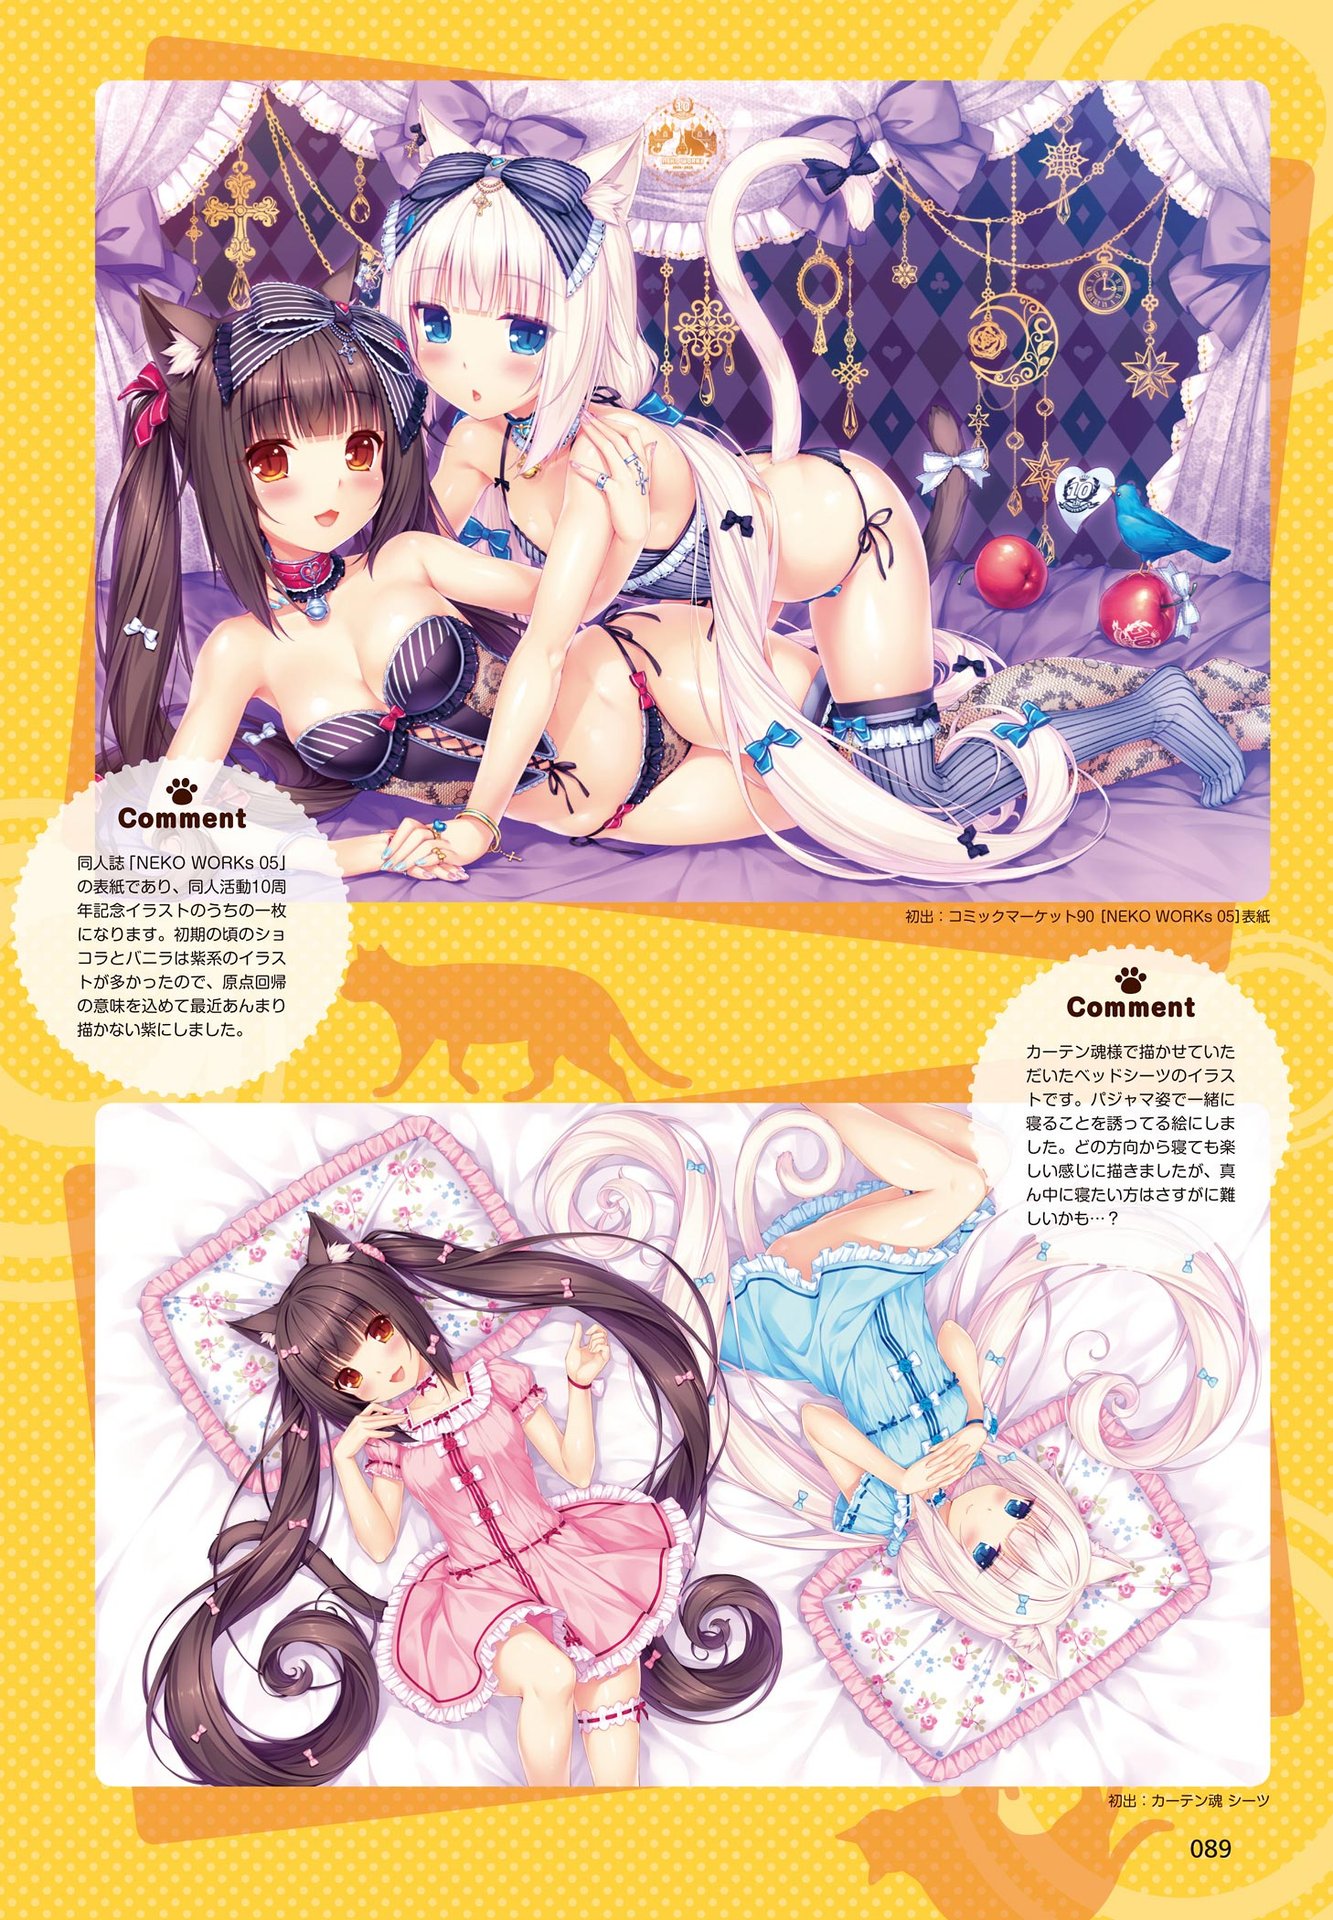 10
NEKO WORKs
10
Comment
同人誌「NEKO WORKs 05」
の表紙であり、同人活動10周
年記念イラストのうちの一枚
になります。初期の頃のショ
コラとバニラは紫系のイラス
トが多かったので、原点回帰
の意味を込めて最近あんまり
描かない紫にしました。
初出：コミックマーケット90［NEKO WORKs 05］表紙
Comment
カーテン魂様で描かせていた
だいたベッドシーツのイラス
トです。パジャマ姿で一緒に
寝ることを誘ってる絵にしま
した。どの方向から寝ても楽
しい感じに描きましたが、真
ん中に寝たい方はさすがに難
しいかも…？
初出：カーテン魂 シーツ
089